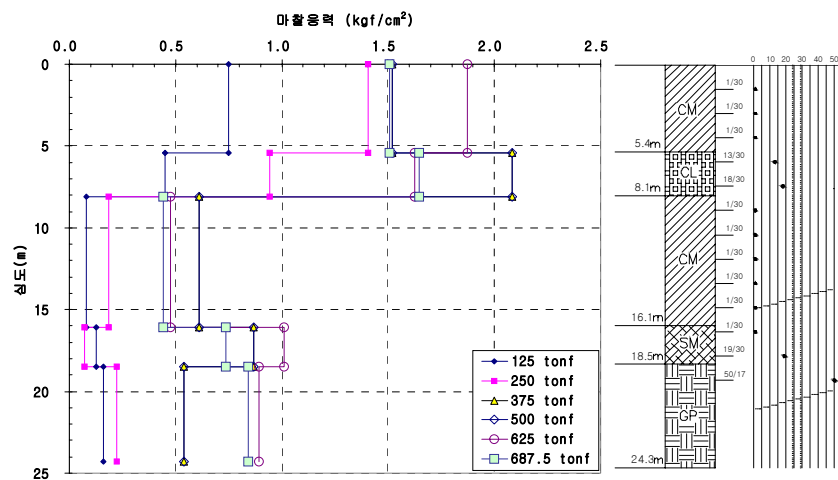 마찰응력 (kgf/cm²)
0.0 0.5 1.0 1.5 2.0 2.5
0
5
10
15
20
25
심도(m)
125 tonf
250 tonf
375 tonf
500 tonf
625 tonf
687.5 tonf
0 10 20 30 40 50
1/30
1/30
CM
1/30
5.4m
13/30
CL
18/30
8.1m
1/30
1/30
CM
1/30
1/30
1/30
16.1m
1/30
SM
19/30
18.5m
50/17
GP
24.3m